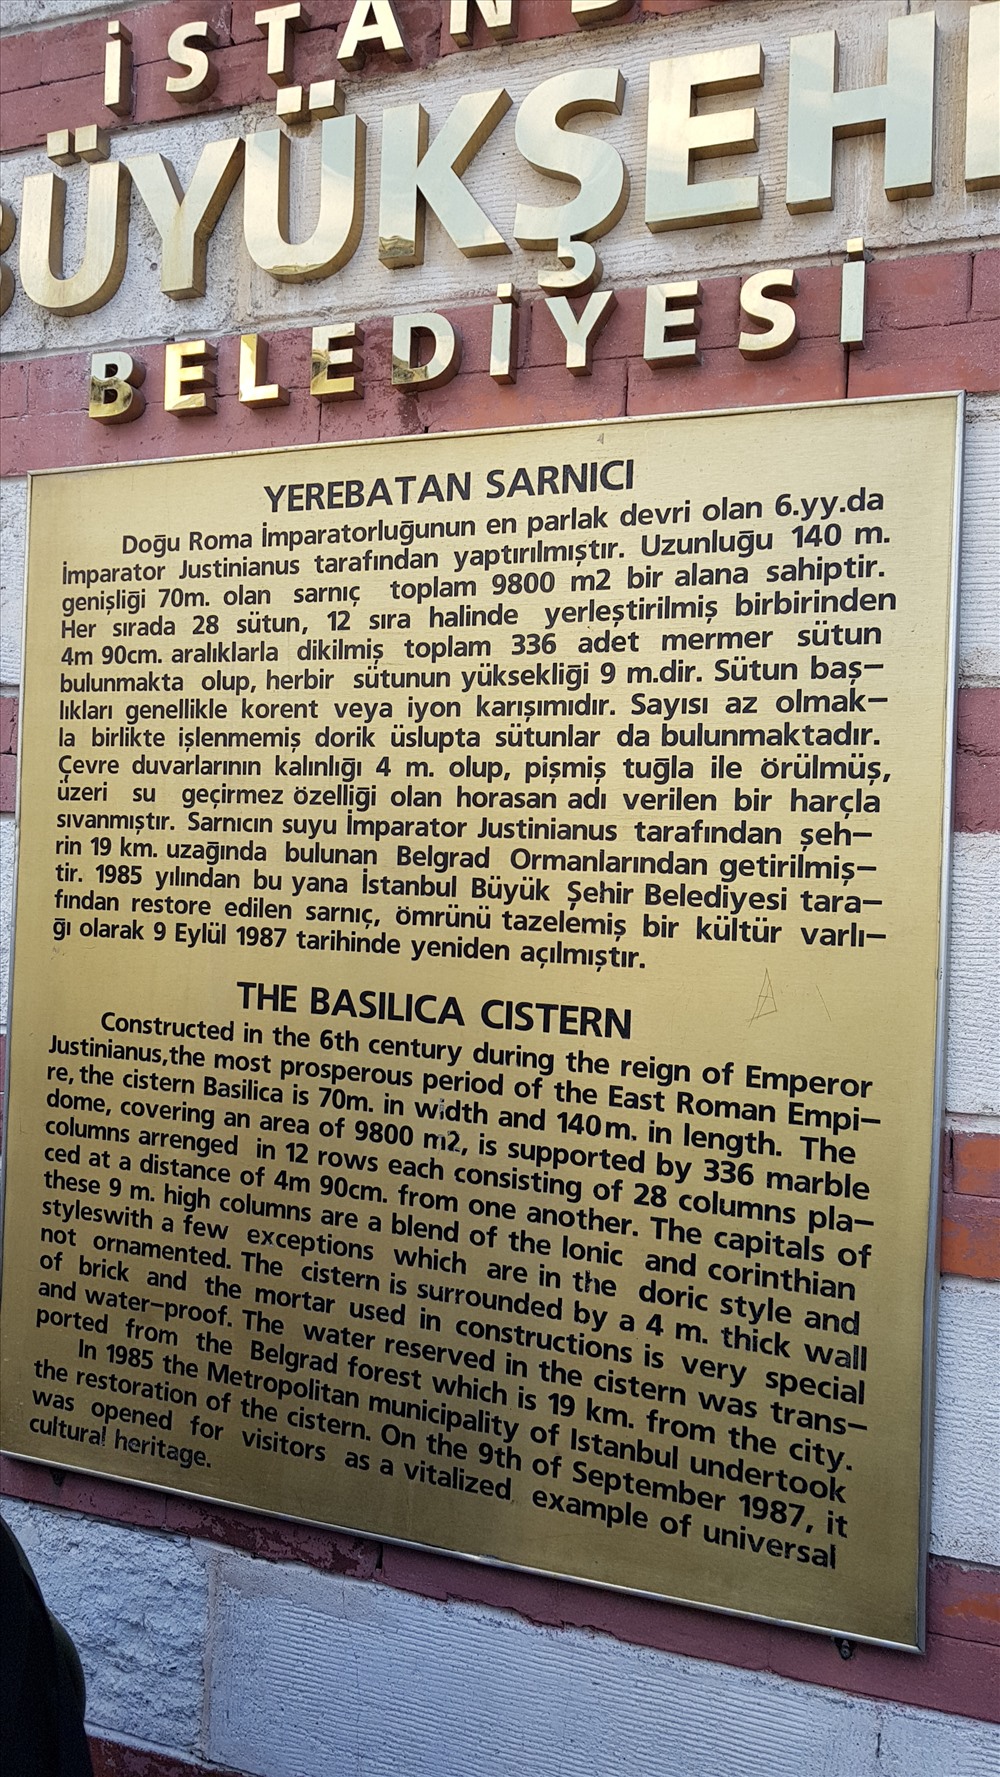 İSTANB
BÜYÜKŞEH
BELEDİYESİ
YEREBATAN SARNICI
Doğu Roma İmparatorluğunun en parlak devri olan 6.yy.da
İmparator Justinianus tarafından yaptırılmıştır. Uzunluğu 140 m.
genişliği 70m. olan sarnıç toplam 9800 m2 bir alana sahiptir.
Her sırada 28 sütun, 12 sıra halinde yerleştirilmiş birbirinden
4m 90cm. aralıklarla dikilmiş toplam 336 adet mermer sütun
bulunmakta olup, herbir sütunun yüksekliği 9 m.dir. Sütun baş-
lıkları genellikle korent veya iyon karışımıdır. Sayısı az olmak-
la birlikte işlenmemiş dorik üslupta sütunlar da bulunmaktadır.
Çevre duvarlarının kalınlığı 4 m. olup, pişmiş tuğla ile örülmüş,
üzeri su geçirmez özelliği olan horasan adı verilen bir harçla
sıvanmıştır. Sarnıcın suyu İmparator Justinianus tarafından şeh-
rin 19 km. uzağında bulunan Belgrad Ormanlarından getirilmiş-
tir. 1985 yılından bu yana İstanbul Büyük Şehir Belediyesi tara-
fından restore edilen sarnıç, ömrünü tazelemiş bir kültür varlı-
ğı olarak 9 Eylül 1987 tarihinde yeniden açılmıştır.
THE BASILICA CISTERN
Constructed in the 6th century during the reign of Emperor
Justinianus,the most prosperous period of the East Roman Empi-
re, the cistern Basilica is 70m. in width and 140m. in length. The
dome, covering an area of 9800 m2, is supported by 336 marble
columns arrenged in 12 rows each consisting of 28 columns pla-
ced at a distance of 4m 90cm. from one another. The capitals of
these 9 m. high columns are a blend of the Ionic and corinthian
styleswith a few exceptions which are in the doric style and
not ornamented. The cistern is surrounded by a 4 m. thick wall
of brick and the mortar used in constructions is very special
and water-proof. The water reserved in the cistern was trans-
ported from the Belgrad forest which is 19 km. from the city.
In 1985 the Metropolitan municipality of Istanbul undertook
the restoration of the cistern. On the 9th of September 1987, it
was opened for visitors as a vitalized example of universal
cultural heritage.